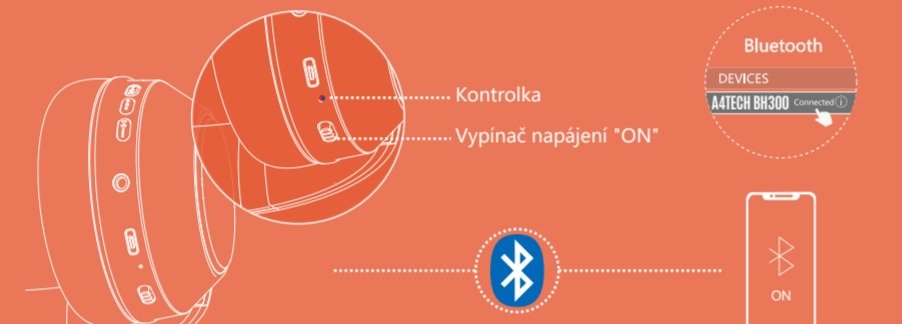 Kontrolka
Vypínač napájení "ON"
Bluetooth
DEVICES
A4TECH BH300 Connected
ON